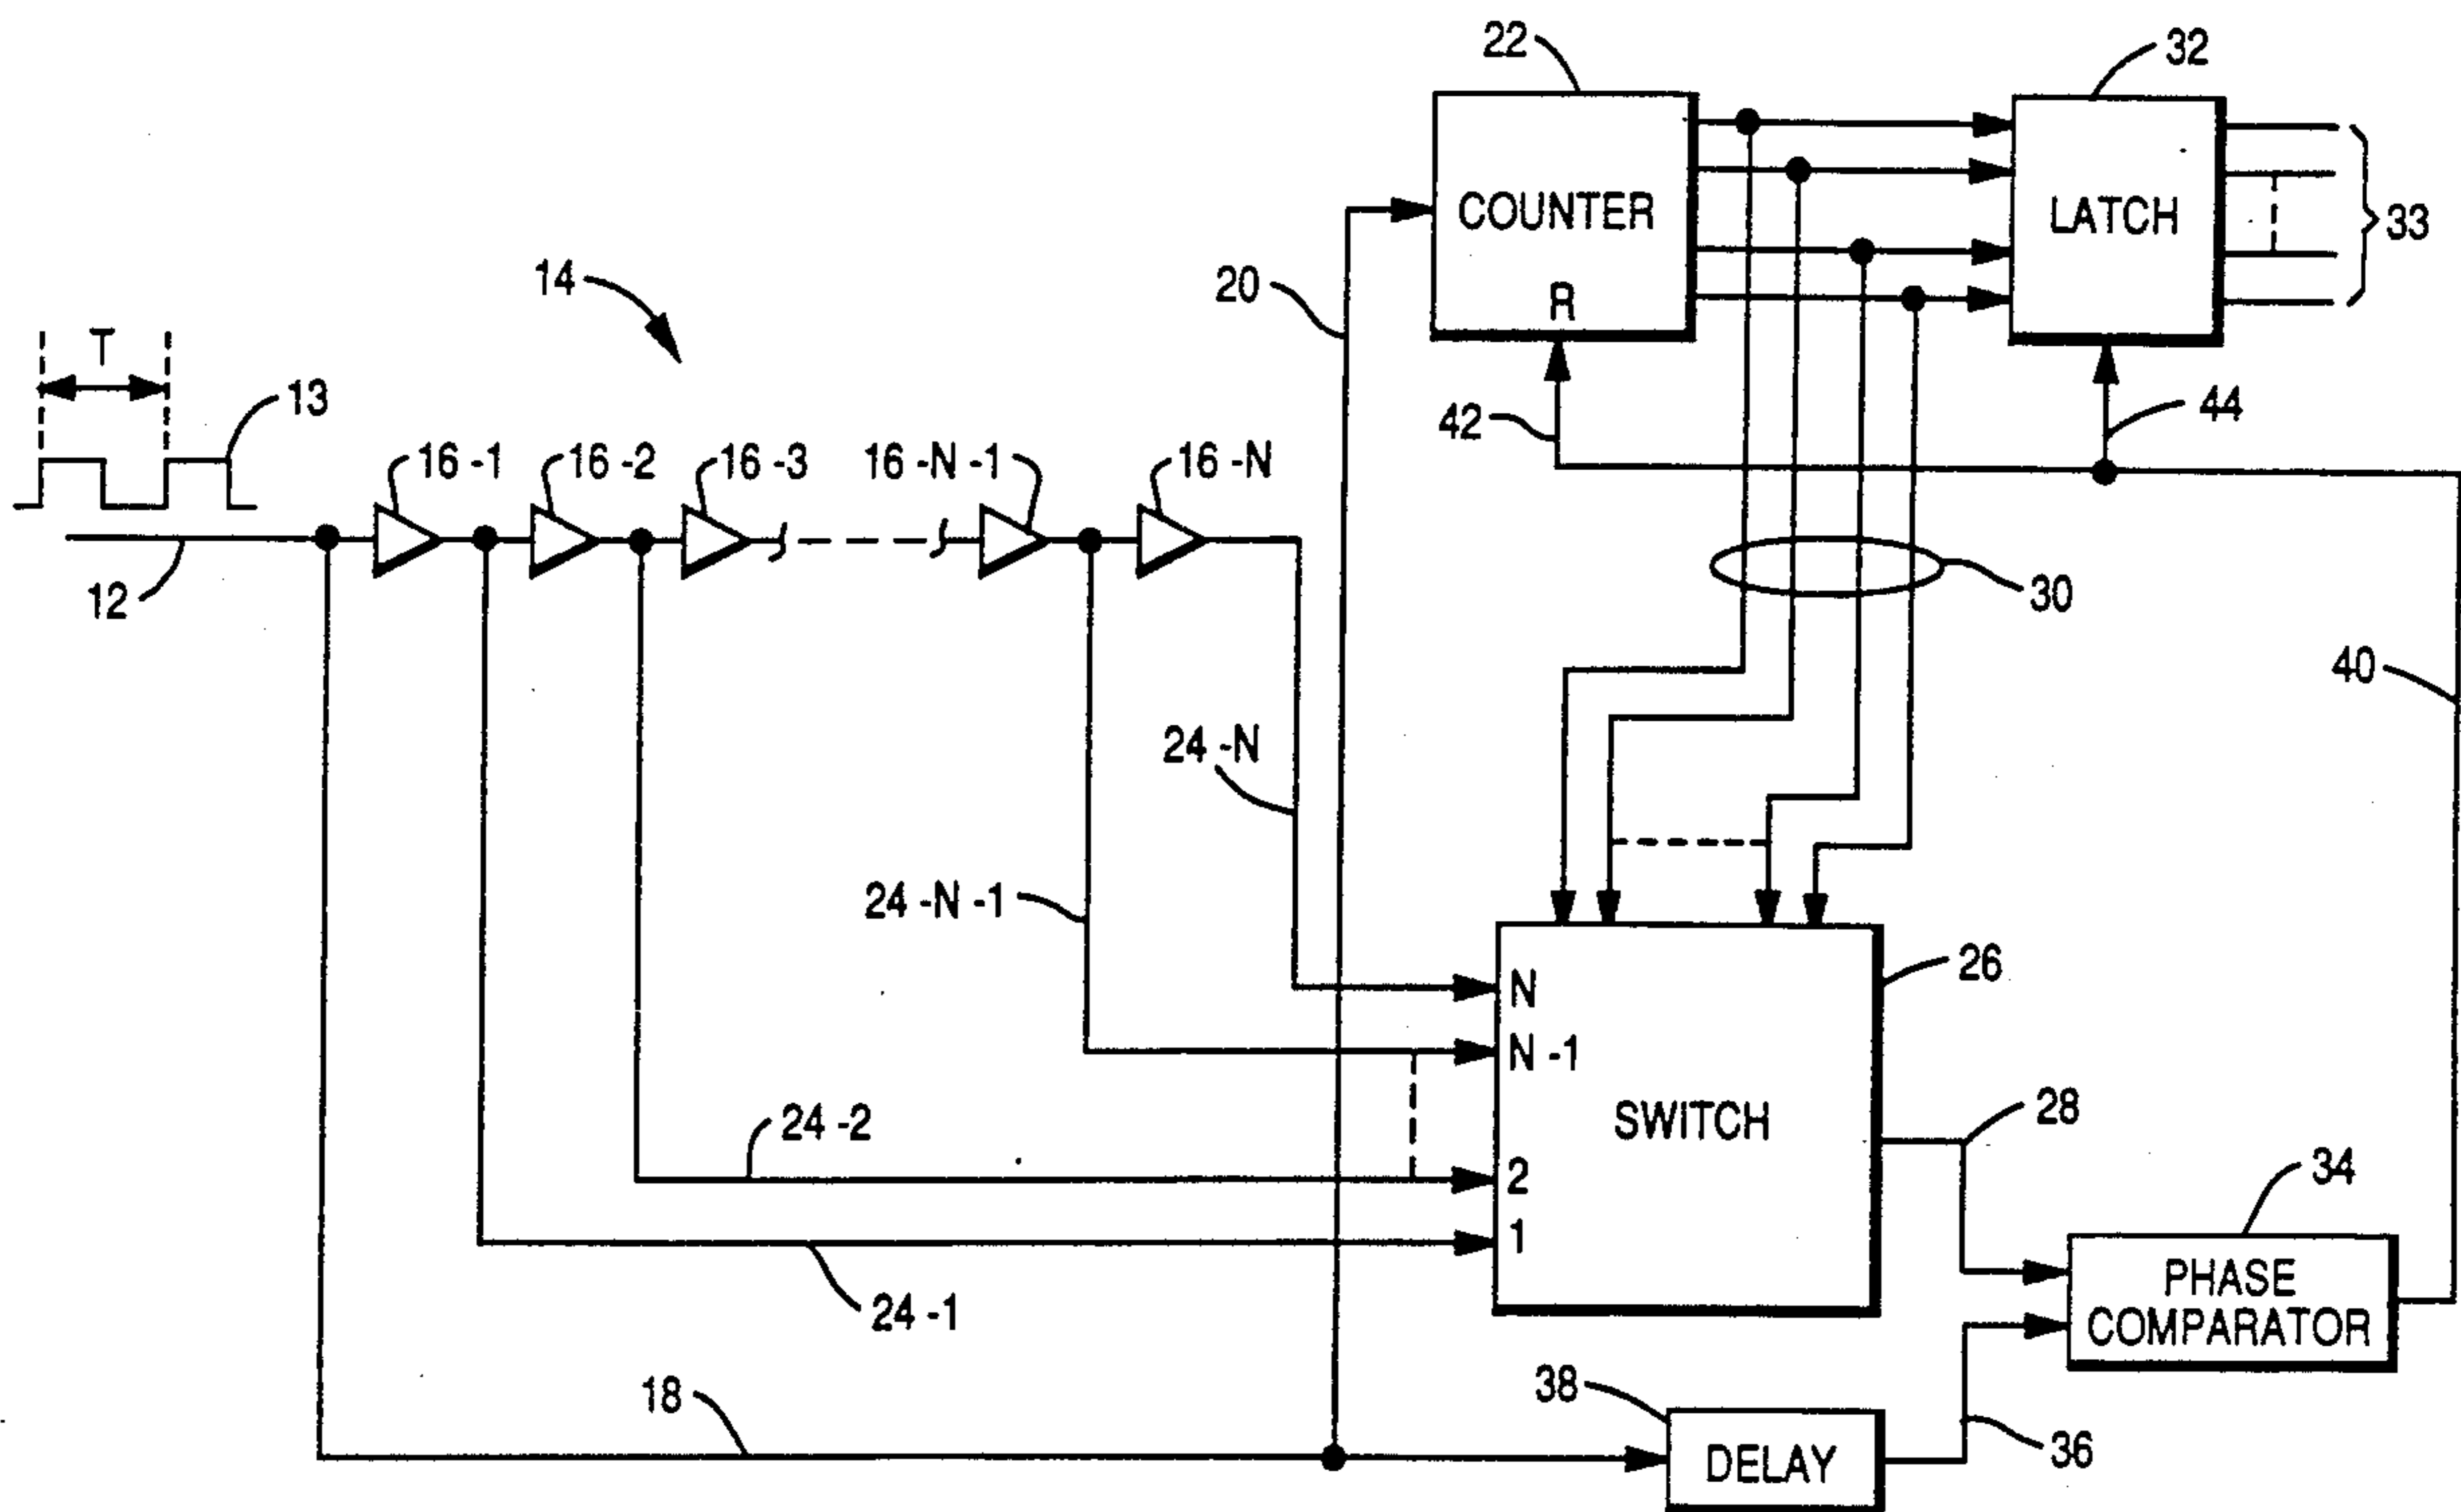 22
32
COUNTER
LATCH
R
33
20
14
T
13
42
44
16-1
16-2
16-3
16-N-1
16-N
12
30
40
24-N
24-N-1
26
N
N-1
SWITCH
24-2
2
28
1
34
24-1
PHASE
COMPARATOR
18
38
DELAY
36